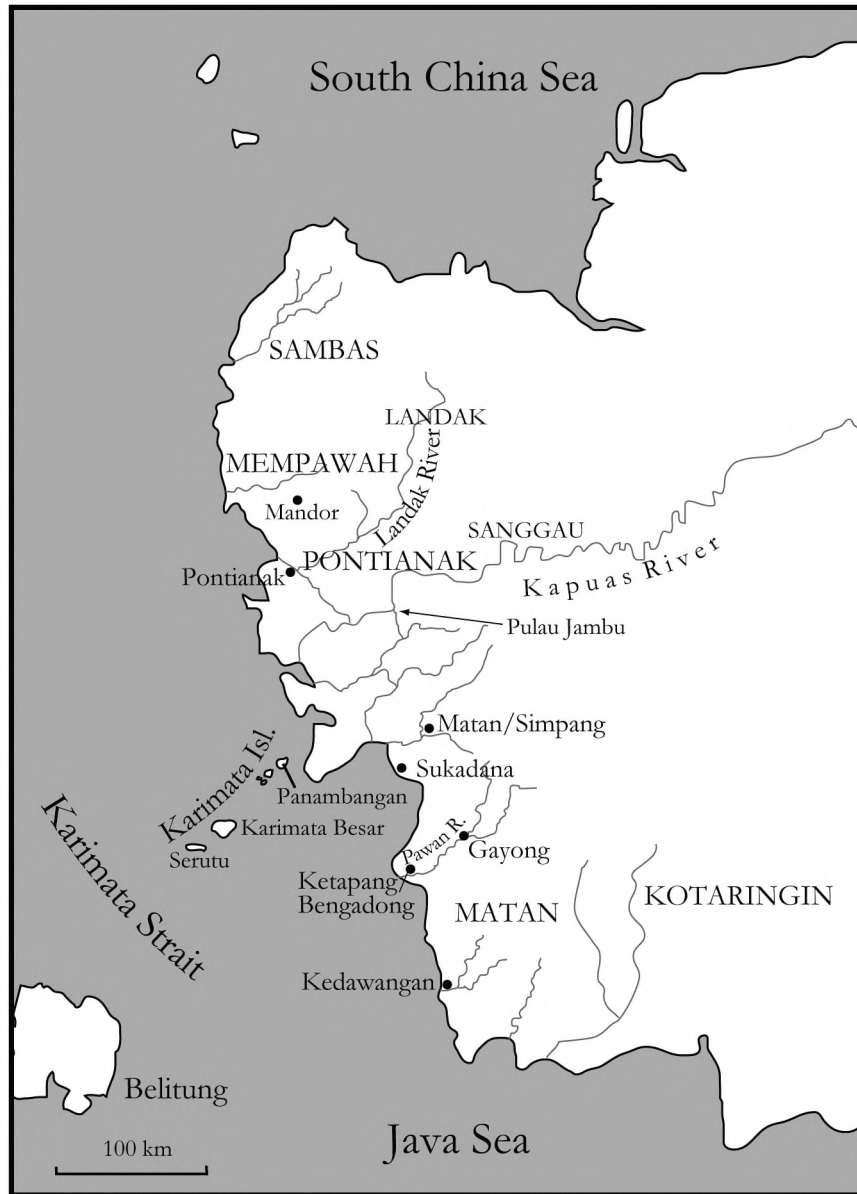 South China Sea
SAMBAS
LANDAK
MEMPAWAH
Landak River
Mandor
SANGGAU
PONTIANAK
Pontianak
Kapuas River
Pulau Jambu
Matan/Simpang
Karimata Isl.
Sukadana
Panambangan
Karimata Besar
Serutu
Karimata Strait
Pawan R.
Gayong
Ketapang/
Bengadong
MATAN
KOTARINGIN
Kedawangan
Belitung
Java Sea
100 km